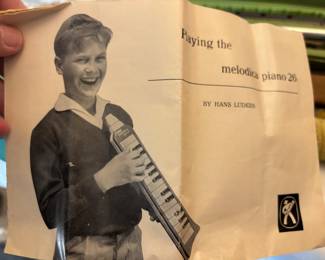 Playing the
melodica piano 26
BY HANS LUDERS